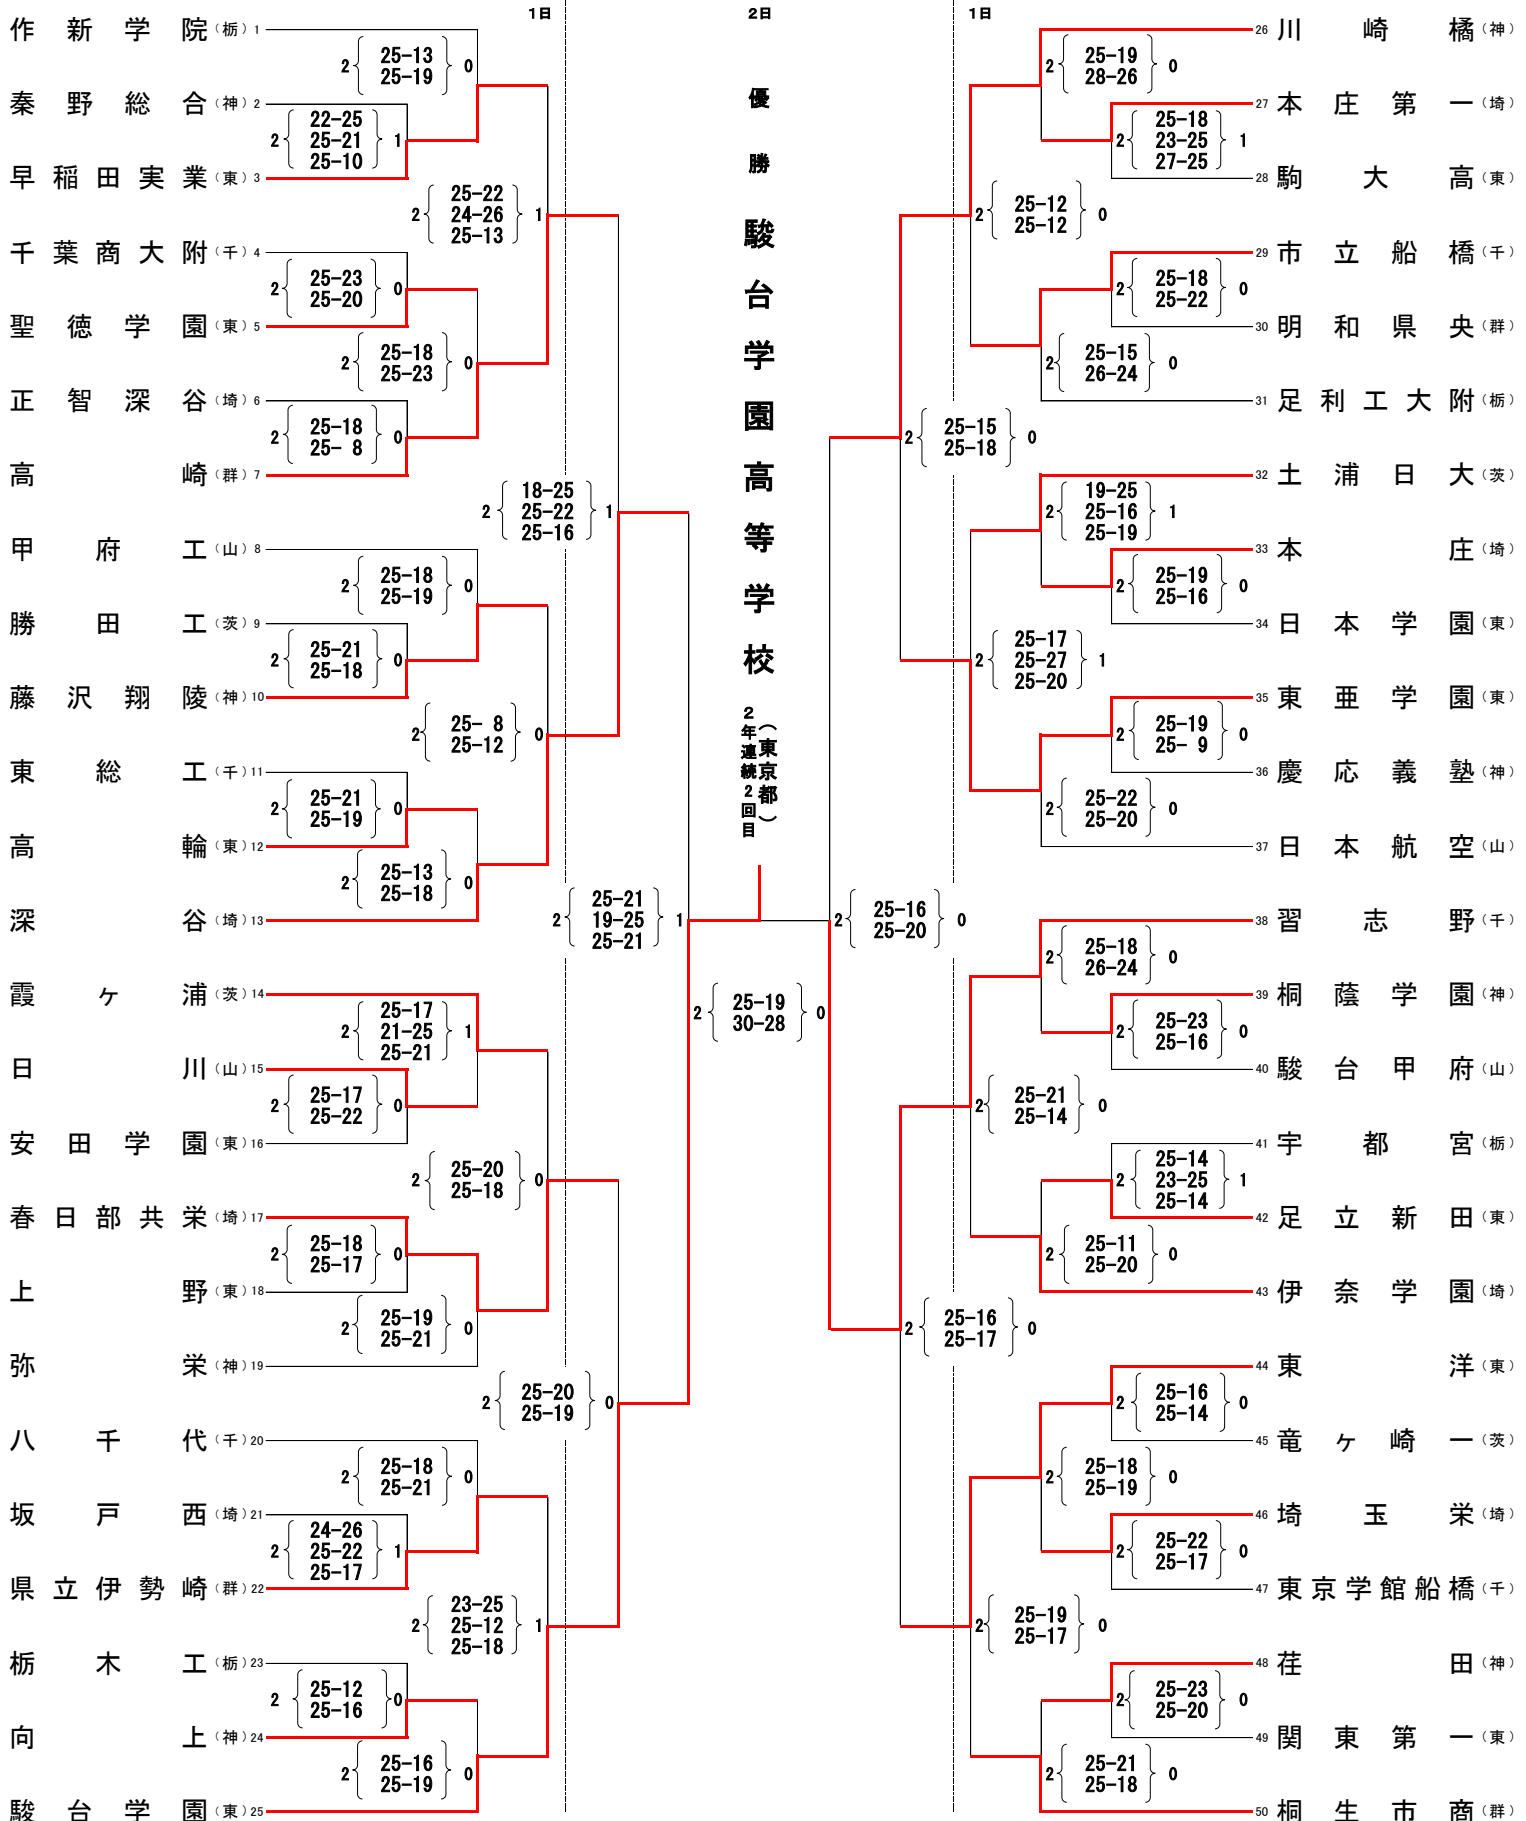 1日
2日
1日
作新学院（栃）1
秦野総合（神）2
早稲田実業（東）3
千葉商大附（千）4
聖徳学園（東）5
正智深谷（埼）6
高崎（群）7
甲府工（山）8
勝田工（茨）9
藤沢翔陵（神）10
東総工（千）11
高輪（東）12
深谷（埼）13
霞ヶ浦（茨）14
日川（山）15
安田学園（東）16
春日部共栄（埼）17
上野（東）18
弥栄（神）19
八千代（千）20
坂戸西（埼）21
県立伊勢崎（群）22
栃木工（栃）23
向上（神）24
駿台学園（東）25
2 25-13 0
25-19
2 22-25 1
25-21
25-10
2 25-22 1
24-26
25-13
2 25-23 0
25-20
2 25-18 0
25-23
2 25-18 0
25- 8
2 18-25 1
25-22
25-16
2 25-18 0
25-19
2 25-21 0
25-18
2 25- 8 0
25-12
2 25-21 0
25-19
2 25-13 0
25-18
2 25-21 1
19-25
25-21
2 25-17 1
21-25
25-21
2 25-17 0
25-22
2 25-20 0
25-18
2 25-18 0
25-17
2 25-19 0
25-21
2 25-20 0
25-19
2 25-18 0
25-21
2 24-26 1
25-22
25-17
2 23-25 1
25-12
25-18
2 25-12 0
25-16
2 25-16 0
25-19
優勝
駿台学園高等学校
（東京都）
2年連続2回目
2 25-19 0
30-28
26 川崎橘（神）
27 本庄第一（埼）
28 駒大高（東）
29 市立船橋（千）
30 明和県央（群）
31 足利工大附（栃）
32 土浦日大（茨）
33 本庄（埼）
34 日本学園（東）
35 東亜学園（東）
36 慶応義塾（神）
37 日本航空（山）
38 習志野（千）
39 桐蔭学園（神）
40 駿台甲府（山）
41 宇都宮（栃）
42 足立新田（東）
43 伊奈学園（埼）
44 東洋（東）
45 竜ヶ崎一（茨）
46 埼玉栄（埼）
47 東京学館船橋（千）
48 荏田（神）
49 関東第一（東）
50 桐生市商（群）
2 25-19 0
28-26
2 25-18 1
23-25
27-25
2 25-12 0
25-12
2 25-18 0
25-22
2 25-15 0
26-24
2 25-15 0
25-18
2 19-25 1
25-16
25-19
2 25-19 0
25-16
2 25-17 1
25-27
25-20
2 25-19 0
25- 9
2 25-22 0
25-20
2 25-16 0
25-20
2 25-18 0
26-24
2 25-23 0
25-16
2 25-21 0
25-14
2 25-14 1
23-25
25-14
2 25-11 0
25-20
2 25-16 0
25-17
2 25-16 0
25-14
2 25-18 0
25-19
2 25-22 0
25-17
2 25-19 0
25-17
2 25-23 0
25-20
2 25-21 0
25-18